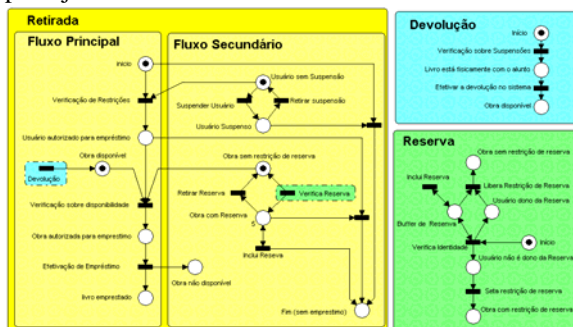 Retirada
Fluxo Principal
Início
Verificação de Restrições
Usuário autorizado para empréstimo
Obra disponível
Devolução
Verificação sobre disponibilidade
Obra autorizada para emprestimo
Efetivação de Empréstimo
livro emprestado
Obra não disponível
Fluxo Secundário
Usuário sem Suspensão
Suspender Usuário
Retirar suspensão
Usuário Suspenso
Obra sem restrição de reserva
Retirar Reserva
Verifica Reserva
Obra com Reserva
5
Inclui Reserva
Fim (sem emprestimo)
Devolução
Início
Verificação sobre Suspensões
Livro está fisicamente com o alunto
Efetivar a devolução no sistema
Obra disponível
Reserva
Obra sem restrição de reserva
Inclui Reserva
Libera Restrição de Reserva
Usuário dono da Reserva
Buffer de Reserva
Verifica Identidade
Início
Usuário não é dono da Reserva
Seta restrição de reserva
Obra com restrição de reserva